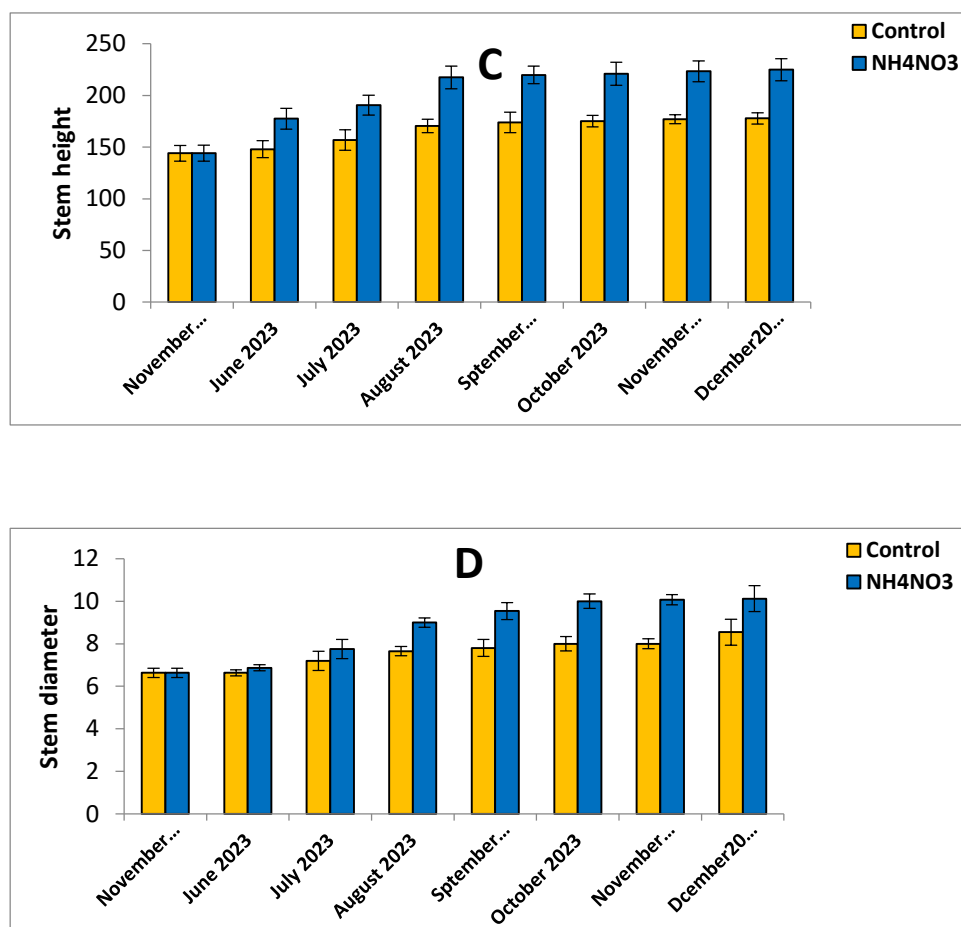 C
Control
NH4NO3
Stem height
250
200
150
100
50
0
November...
June 2023
July 2023
August 2023
Sptember...
October 2023
November...
Dcember20...
D
Control
NH4NO3
Stem diameter
12
10
8
6
4
2
0
November...
June 2023
July 2023
August 2023
Sptember...
October 2023
November...
Dcember20...